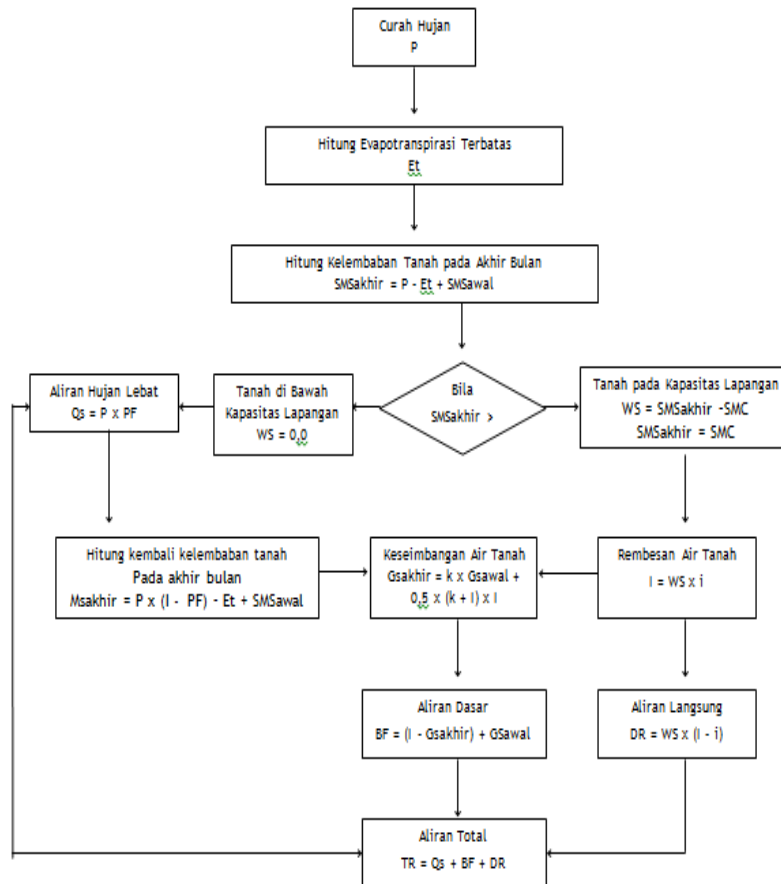 Curah Hujan
P
Hitung Evapotranspirasi Terbatas
Et
Hitung Kelembaban Tanah pada Akhir Bulan
SMSakhir = P - Et + SMSawal
Aliran Hujan Lebat
Qs = P x PF
Tanah di Bawah
Kapasitas Lapangan
WS = 0,0
Bila
SMSakhir >
Tanah pada Kapasitas Lapangan
WS = SMSakhir -SMC
SMSakhir = SMC
Hitung kembali kelembaban tanah
Pada akhir bulan
Msakhir = P x (I - PF) - Et + SMSawal
Keseimbangan Air Tanah
Gsakhir = k x Gsawal +
0,5 x (k + I) x I
Rembesan Air Tanah
I = WS x i
Aliran Dasar
BF = (I - Gsakhir) + GSawal
Aliran Langsung
DR = WS x (I - i)
Aliran Total
TR = Qs + BF + DR